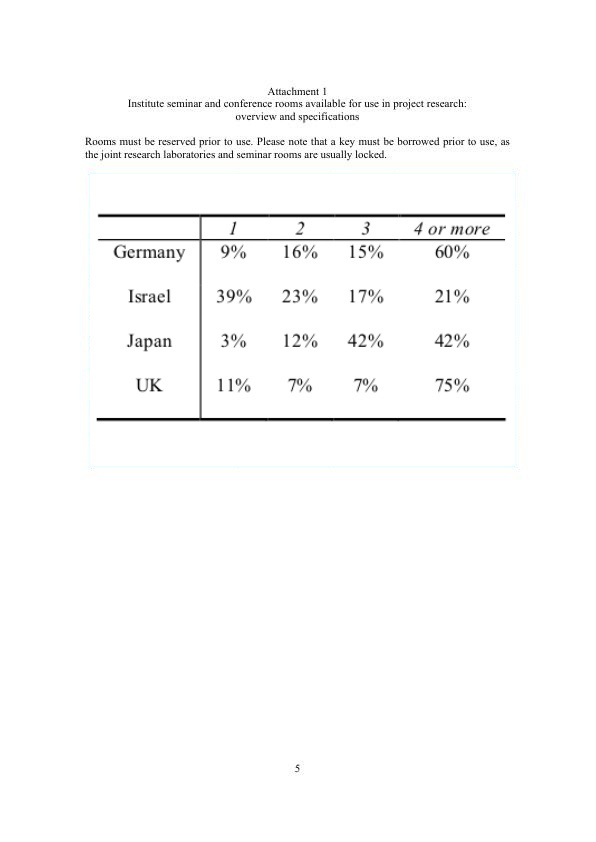 Attachment 1
Institute seminar and conference rooms available for use in project research:
overview and specifications
Rooms must be reserved prior to use. Please note that a key must be borrowed prior to use, as
the joint research laboratories and seminar rooms are usually locked.
1 2 3 4 or more
Germany 9% 16% 15% 60%
Israel 39% 23% 17% 21%
Japan 3% 12% 42% 42%
UK 11% 7% 7% 75%
5